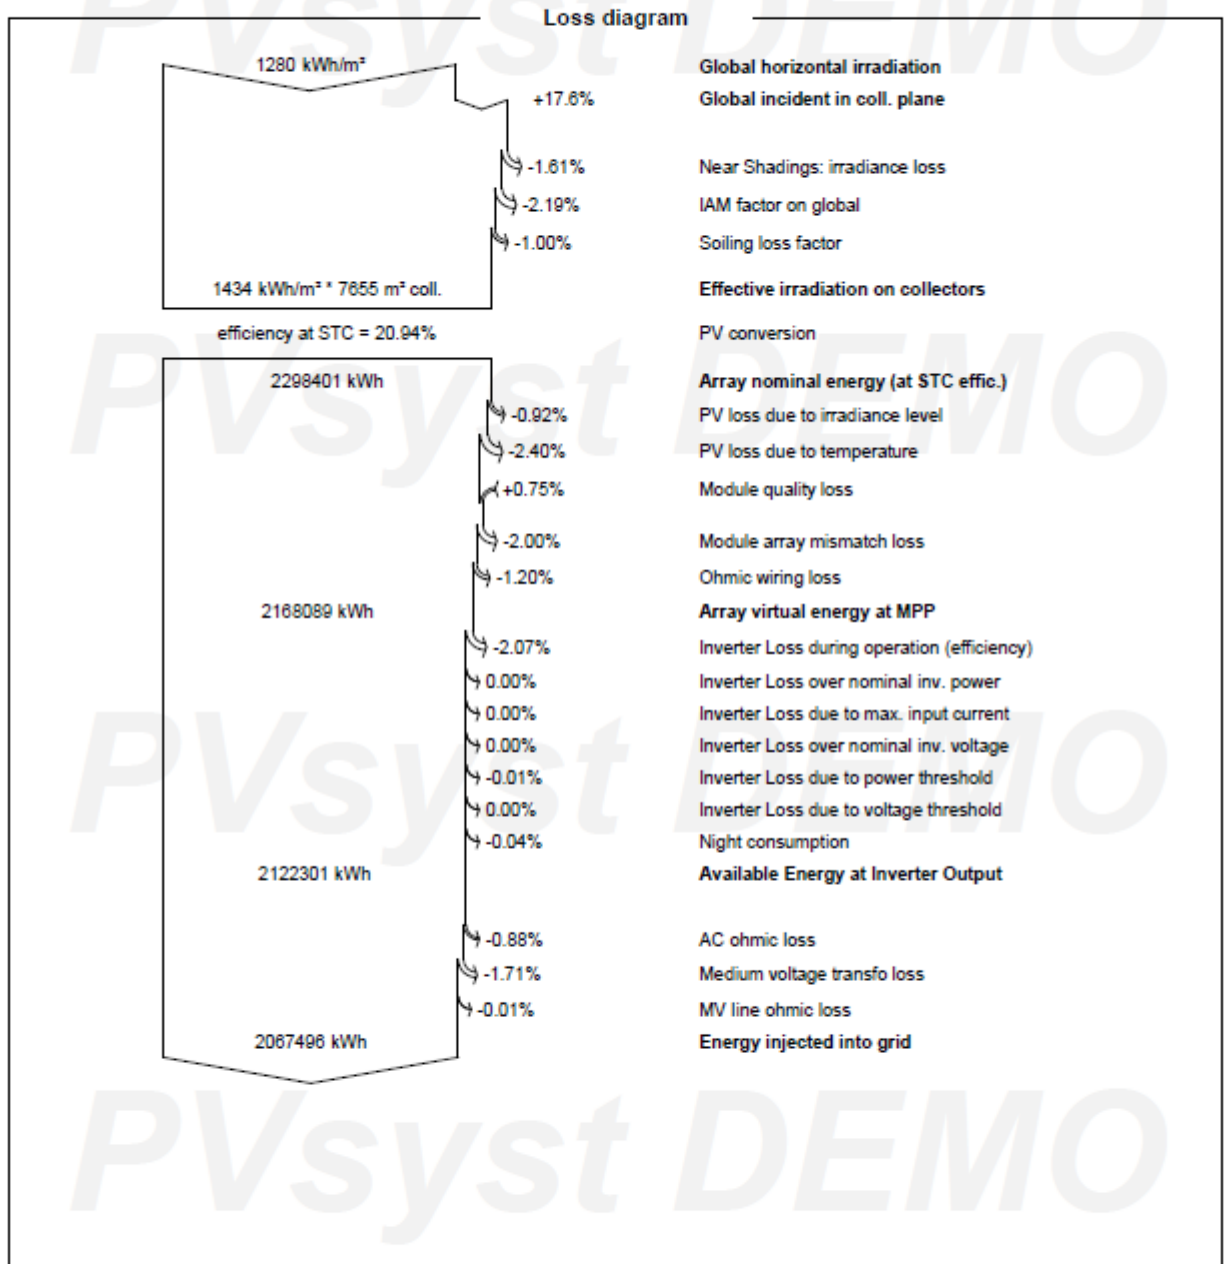 Loss diagram
1280 kWh/m² Global horizontal irradiation
+17.6% Global incident in coll. plane
-1.61% Near Shadings: irradiance loss
-2.19% IAM factor on global
-1.00% Soiling loss factor
1434 kWh/m² * 7655 m² coll. Effective irradiation on collectors
efficiency at STC = 20.94% PV conversion
PVsyst DEMO
2298401 kWh Array nominal energy (at STC effic.)
-0.92% PV loss due to irradiance level
-2.40% PV loss due to temperature
+0.75% Module quality loss
-2.00% Module array mismatch loss
-1.20% Ohmic wiring loss
2168089 kWh Array virtual energy at MPP
-2.07% Inverter Loss during operation (efficiency)
0.00% Inverter Loss over nominal inv. power
0.00% Inverter Loss due to max. input current
0.00% Inverter Loss over nominal inv. voltage
PVsyst DEMO
-0.01% Inverter Loss due to power threshold
0.00% Inverter Loss due to voltage threshold
-0.04% Night consumption
2122301 kWh Available Energy at Inverter Output
-0.88% AC ohmic loss
-1.71% Medium voltage transfo loss
-0.01% MV line ohmic loss
2067496 kWh Energy injected into grid
PVsyst DEMO